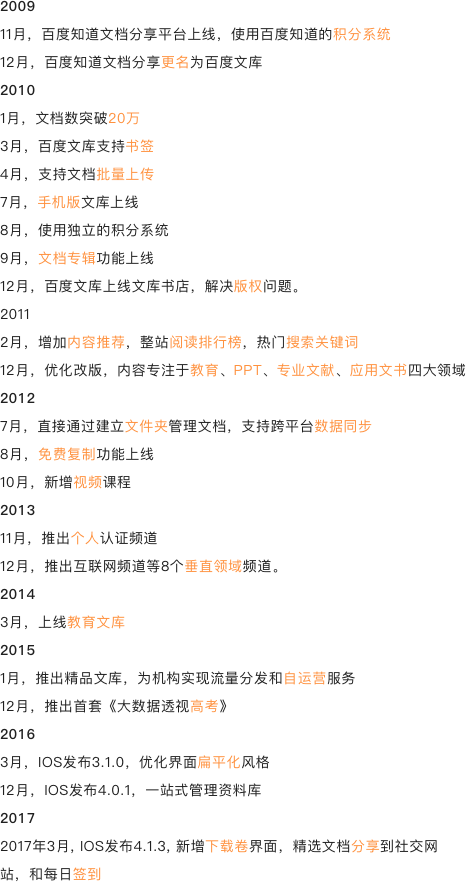 2009
11月，百度知道文档分享平台上线，使用百度知道的积分系统
12月，百度知道文档分享更名为百度文库
2010
1月，文档数突破20万
3月，百度文库支持书签
4月，支持文档批量上传
7月，手机版文库上线
8月，使用独立的积分系统
9月，文档专辑功能上线
12月，百度文库上线文库书店，解决版权问题。
2011
2月，增加内容推荐，整站阅读排行榜，热门搜索关键词
12月，优化改版，内容专注于教育、PPT、专业文献、应用文书四大领域
2012
7月，直接通过建立文件夹管理文档，支持跨平台数据同步
8月，免费复制功能上线
10月，新增视频课程
2013
11月，推出个人认证频道
12月，推出互联网频道等8个垂直领域频道。
2014
3月，上线教育文库
2015
1月，推出精品文库，为机构实现流量分发和自运营服务
12月，推出首套《大数据透视高考》
2016
3月，IOS发布3.1.0，优化界面扁平化风格
12月，IOS发布4.0.1，一站式管理资料库
2017
2017年3月, IOS发布4.1.3, 新增下载卷界面，精选文档分享到社交网
站，和每日签到